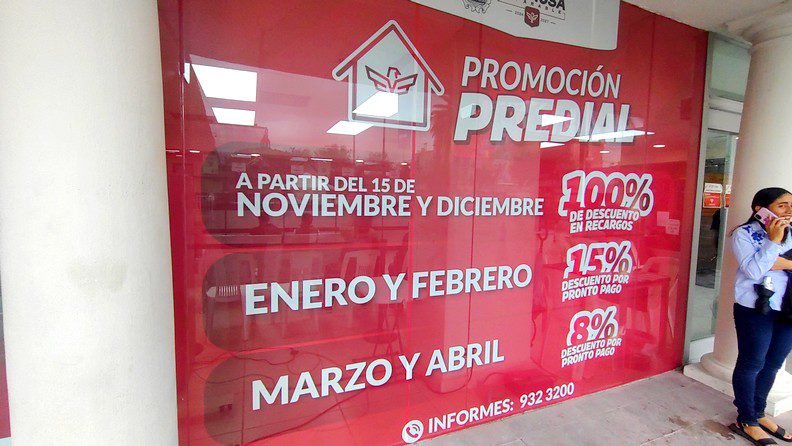 PROMOCIÓN
PREDIAL
A PARTIR DEL 15 DE
NOVIEMBRE Y DICIEMBRE
100%
DE DESCUENTO
EN RECARGOS
ENERO Y FEBRERO
15%
DESCUENTO POR
PRONTO PAGO
MARZO Y ABRIL
8%
DESCUENTO POR
PRONTO PAGO
INFORMES: 932 3200